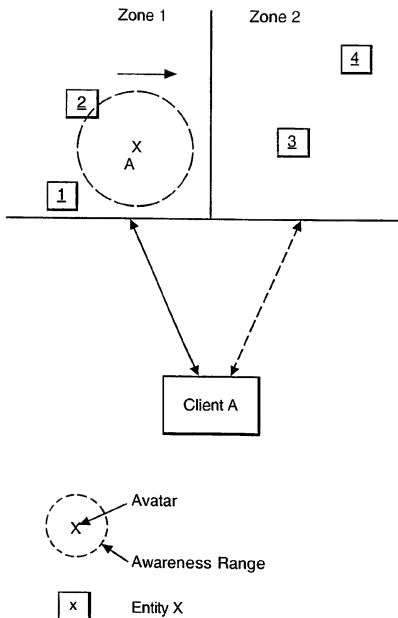 Zone 1 Zone 2
4
2
X
3
A
1
Client A
Avatar
X
Awareness Range
x Entity X